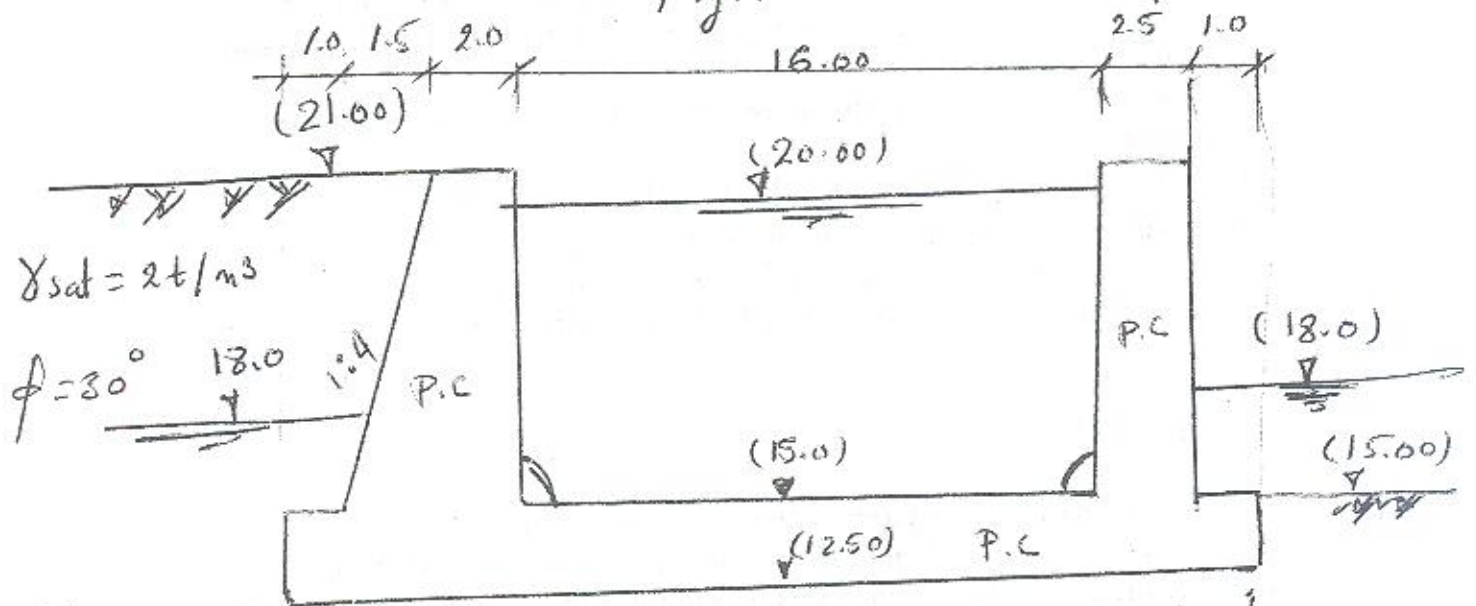 1.0 1.5 2.0 16.00 2.5 1.0
(21.00)
(20.00)
γsat = 2t/m3
ϕ=30° 18.0 1:4 P.C
P.C (18.0)
(15.0) (15.00)
(12.50) P.C